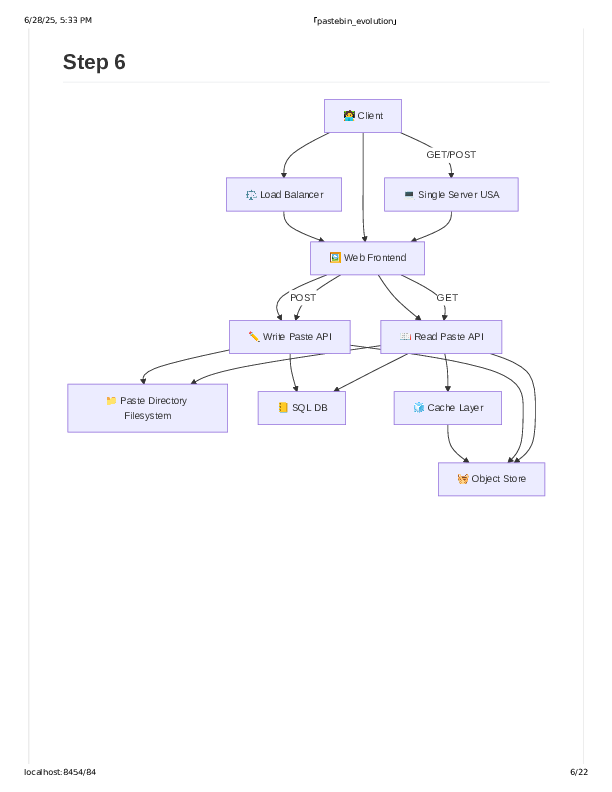 6/28/25, 5:33 PM
「pastebin_evolution」
Step 6
Client
GET/POST
Load Balancer
Single Server USA
Web Frontend
POST
GET
Write Paste API
Read Paste API
Paste Directory
Filesystem
SQL DB
Cache Layer
Object Store
localhost:8454/84
6/22